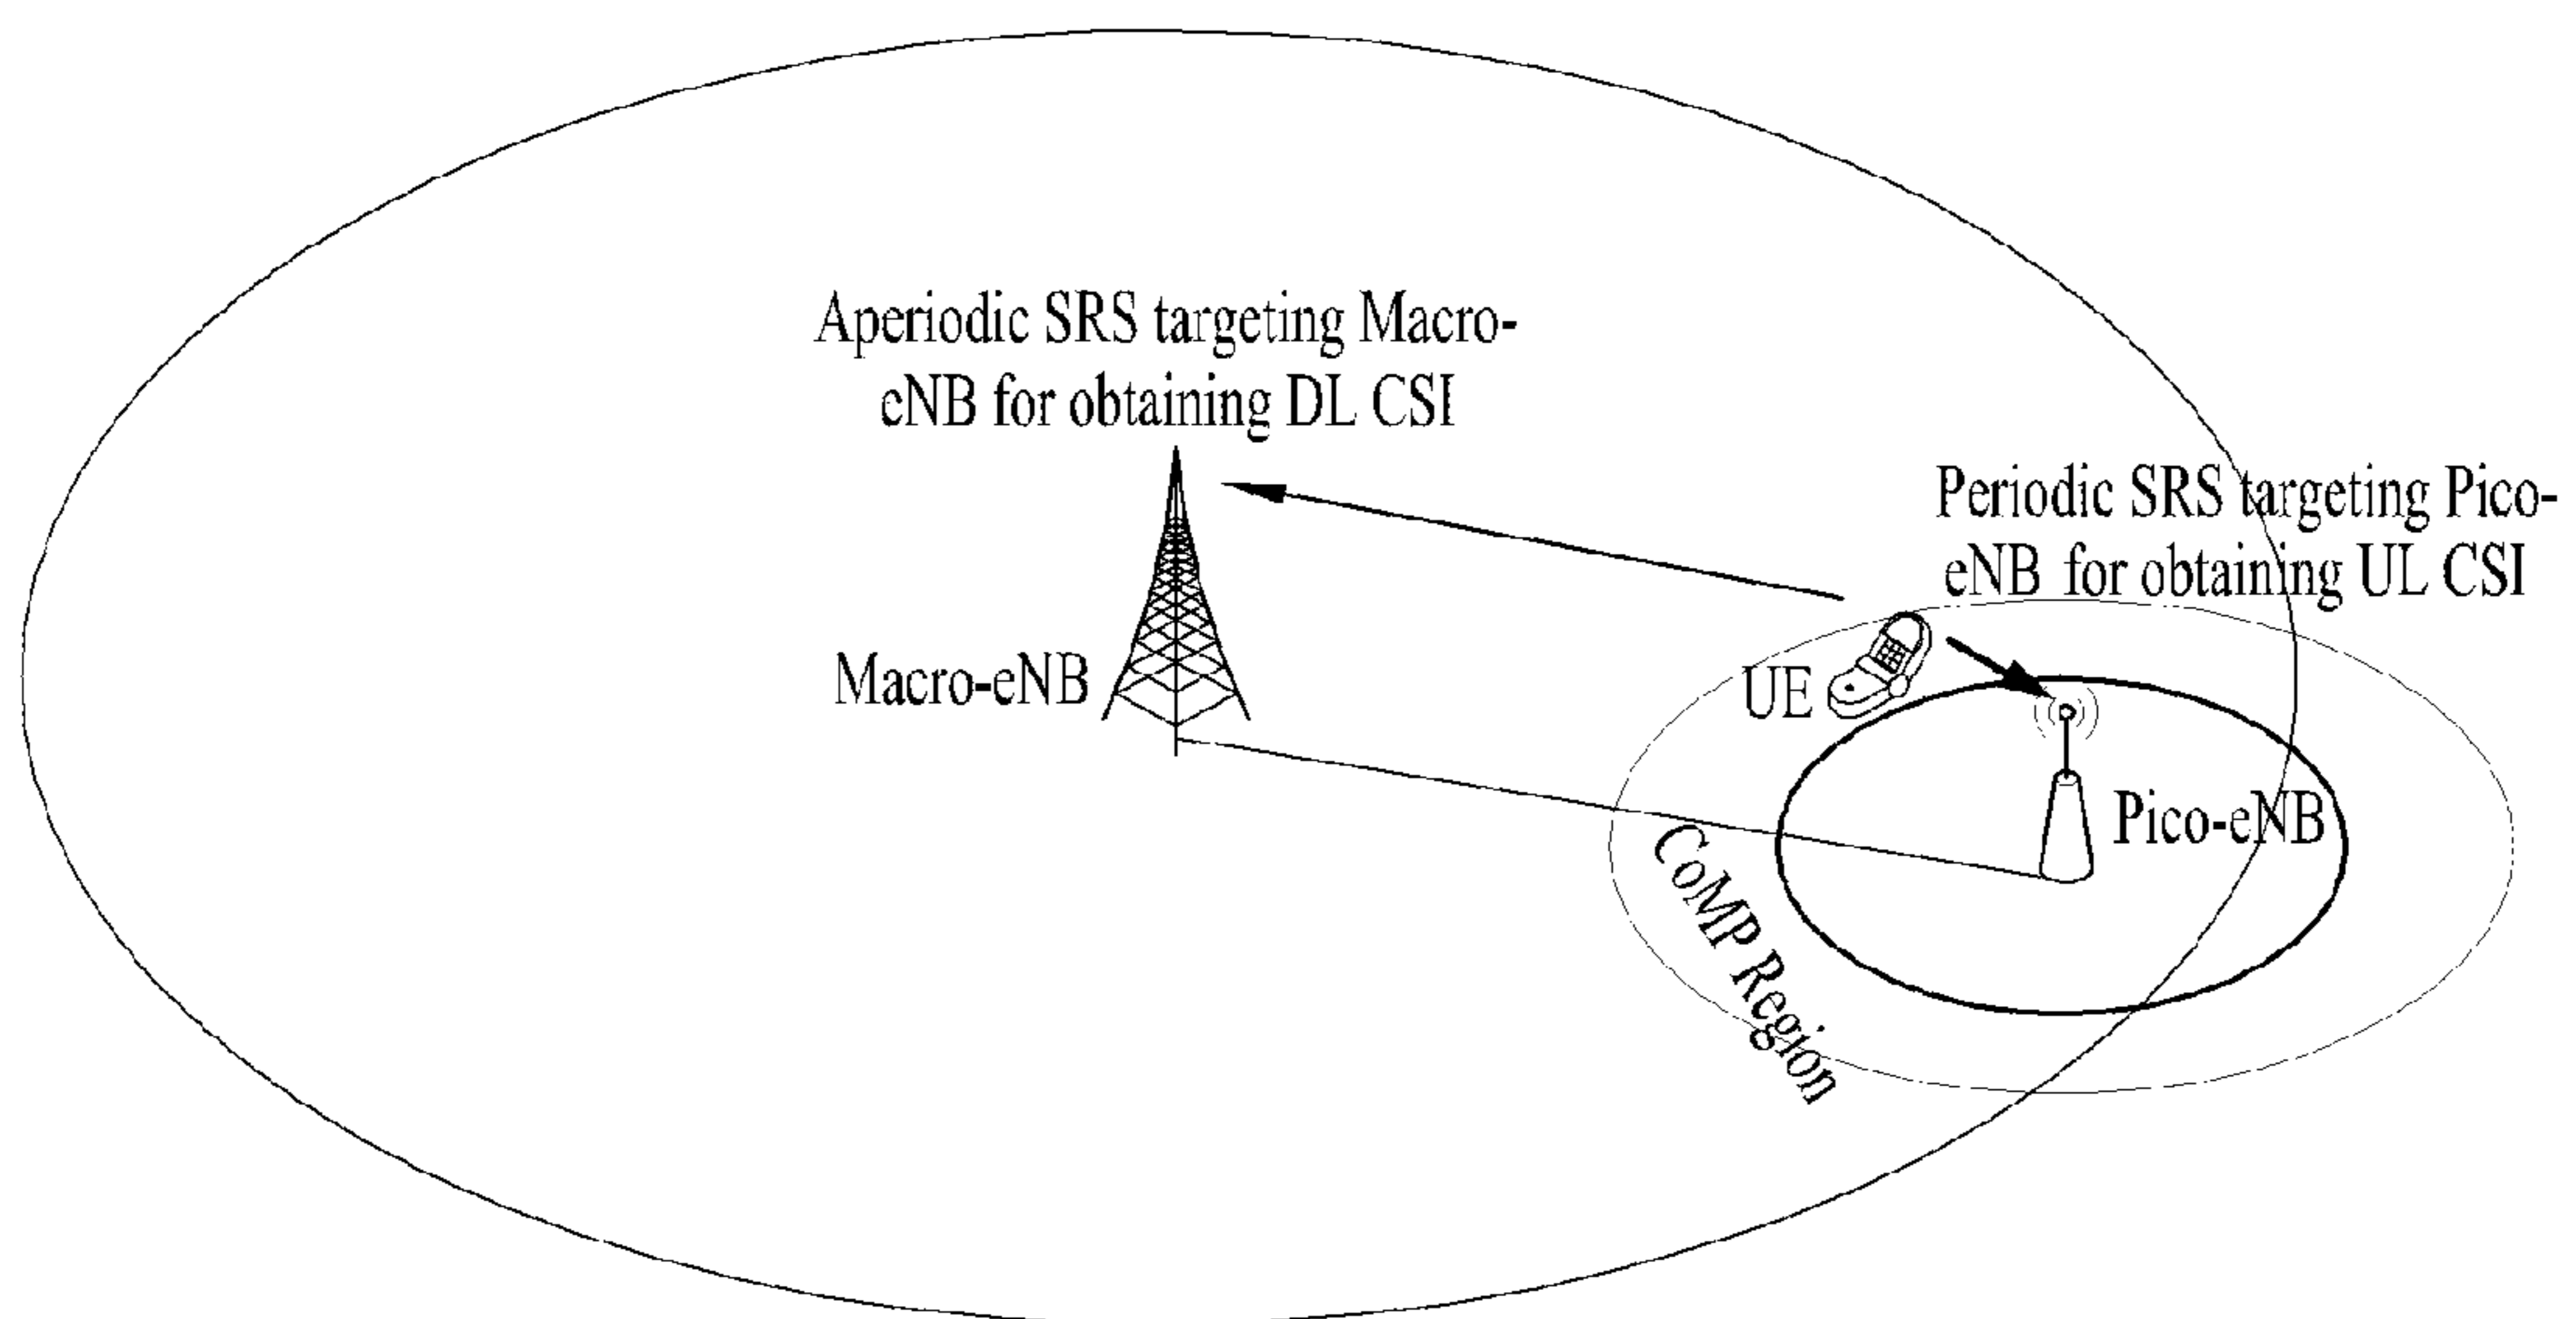 Aperiodic SRS targeting Macro-
eNB for obtaining DL CSI
Periodic SRS targeting Pico-
eNB for obtaining UL CSI
Macro-eNB
UE
Pico-eNB
CoMP Region